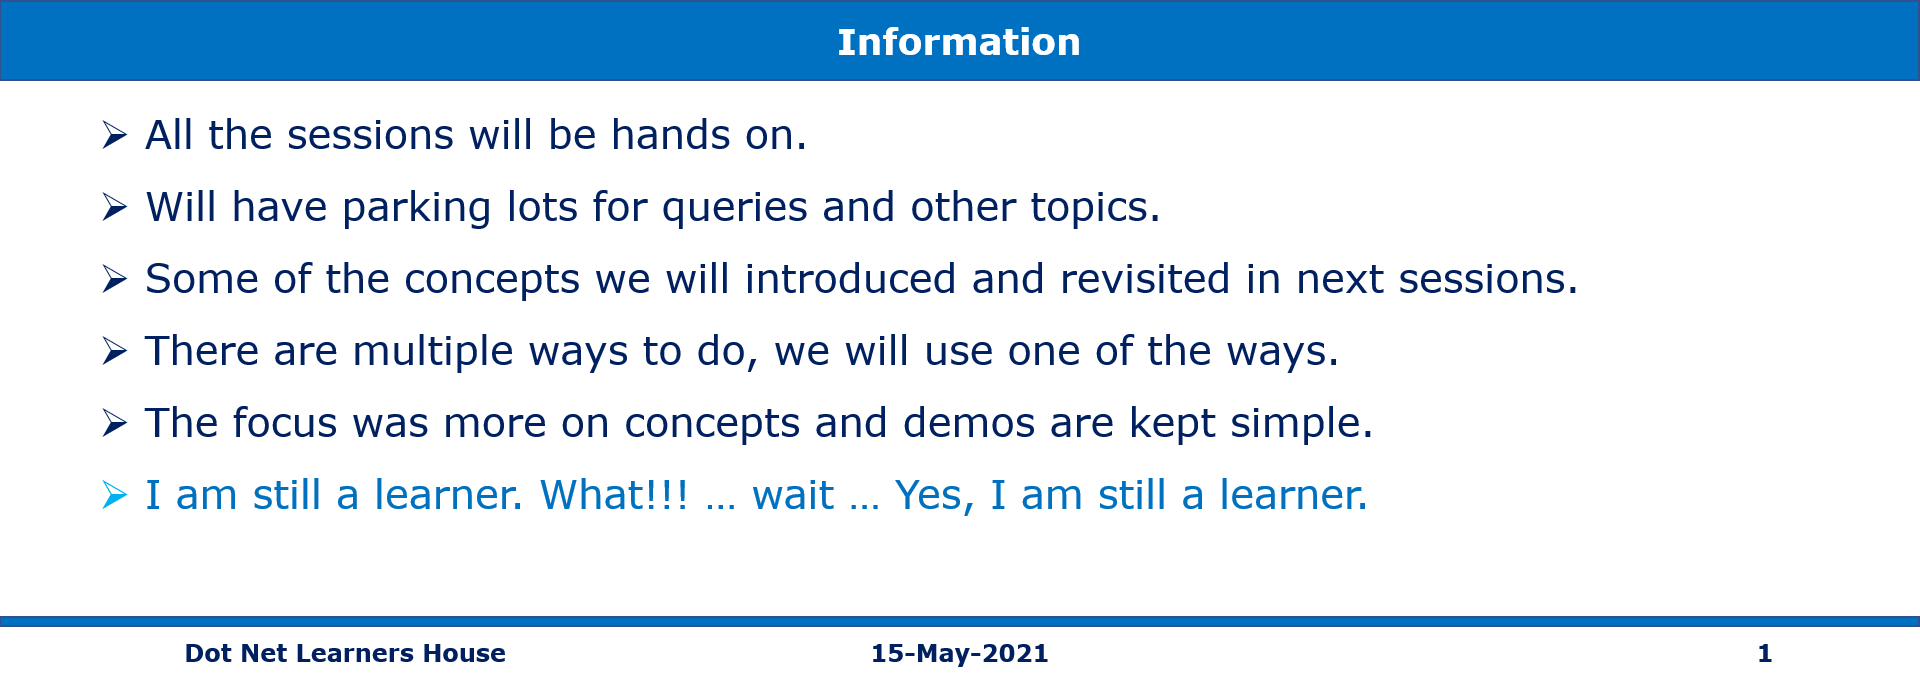 Information
All the sessions will be hands on.
Will have parking lots for queries and other topics.
Some of the concepts we will introduced and revisited in next sessions.
There are multiple ways to do, we will use one of the ways.
The focus was more on concepts and demos are kept simple.
I am still a learner. What!!! … wait … Yes, I am still a learner.
Dot Net Learners House 15-May-2021 1